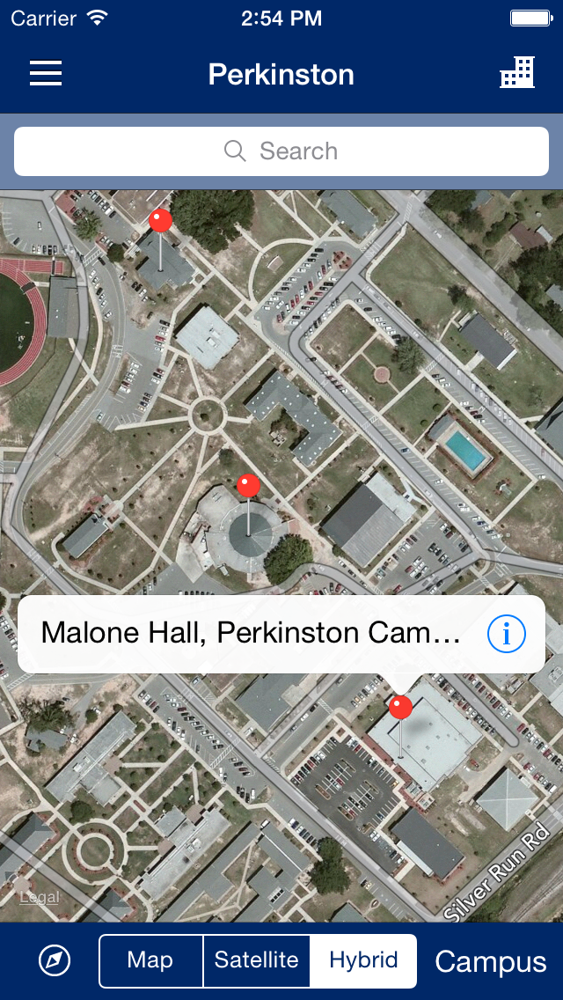 Carrier 2:54 PM
Perkinston
Search
Malone Hall, Perkinston Cam...
Silver Run Rd
Legal
Map Satellite Hybrid Campus